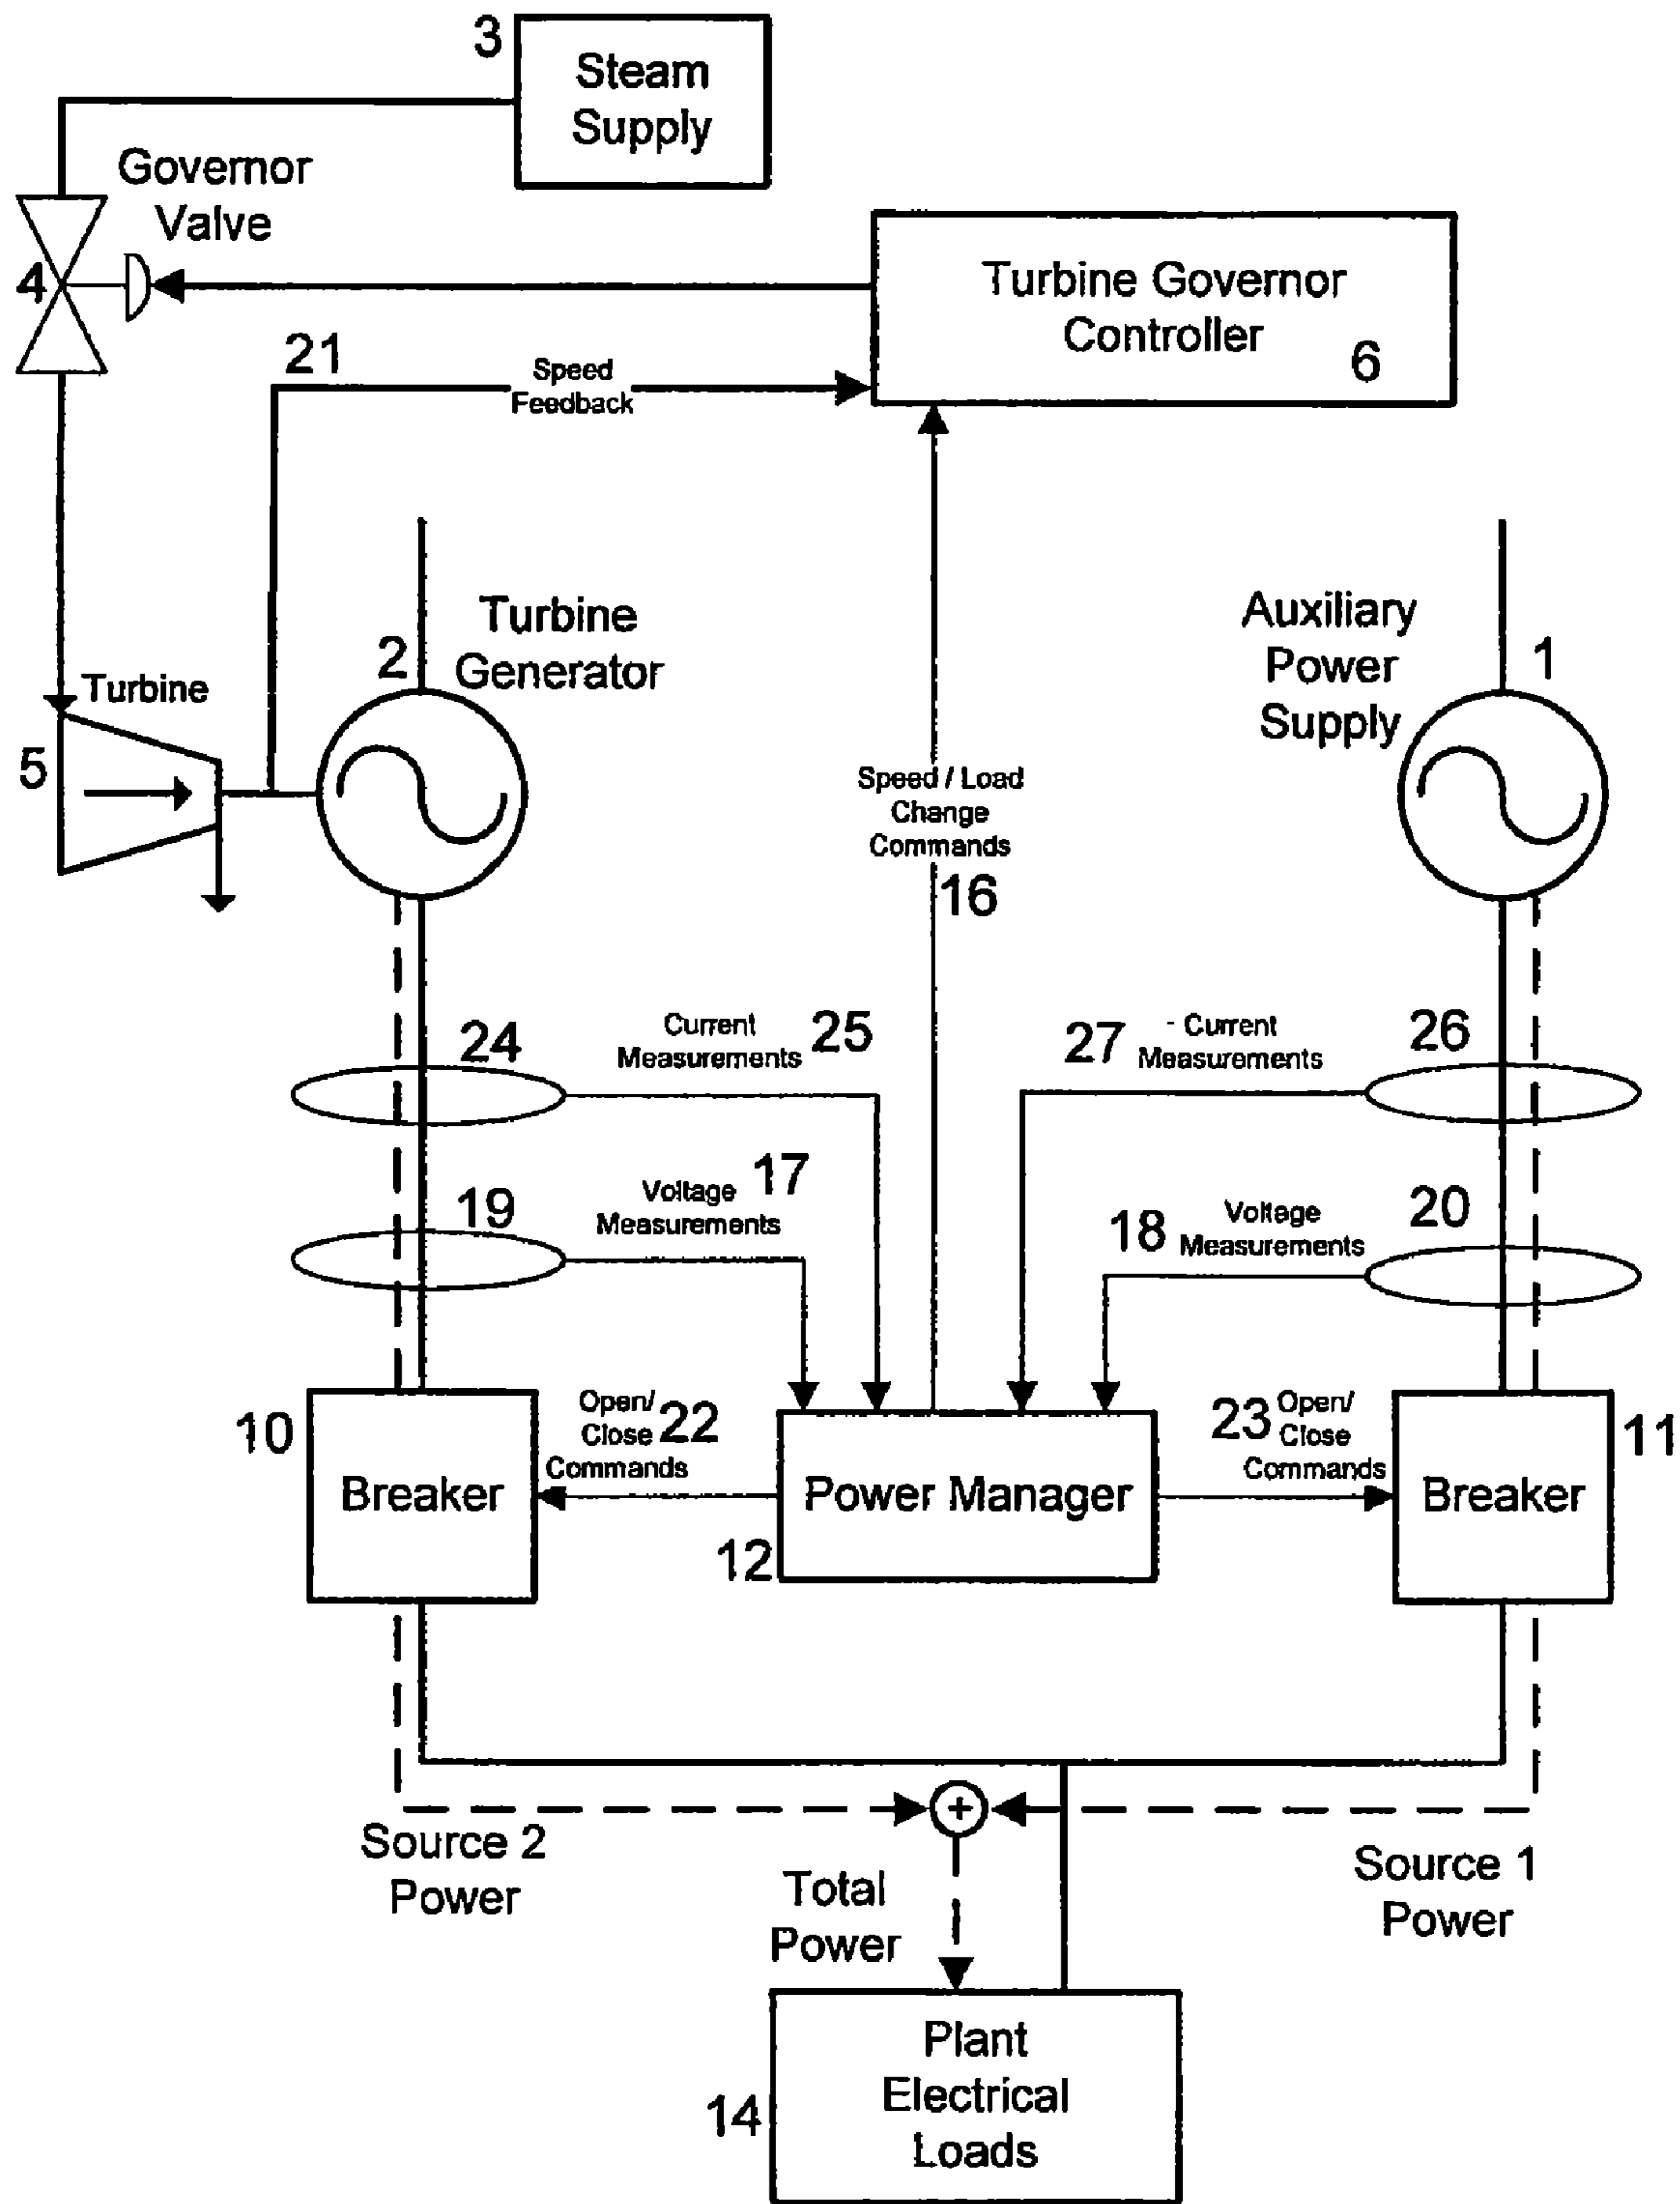 3
Steam
Supply
Governor
Valve
4
Turbine Governor
Controller
6
21
Speed
Feedback
Turbine
Generator
2
Auxiliary
Power
Supply
1
Turbine
5
Speed / Load
Change
Commands
16
24
Current
Measurements
25
27
- Current
Measurements
26
19
Voltage
Measurements
17
18
Voltage
Measurements
20
10
Breaker
Open/
Close
Commands
22
Power Manager
12
23
Open/
Close
Commands
Breaker
11
+
Source 2
Power
Total
Power
Source 1
Power
Plant
Electrical
Loads
14